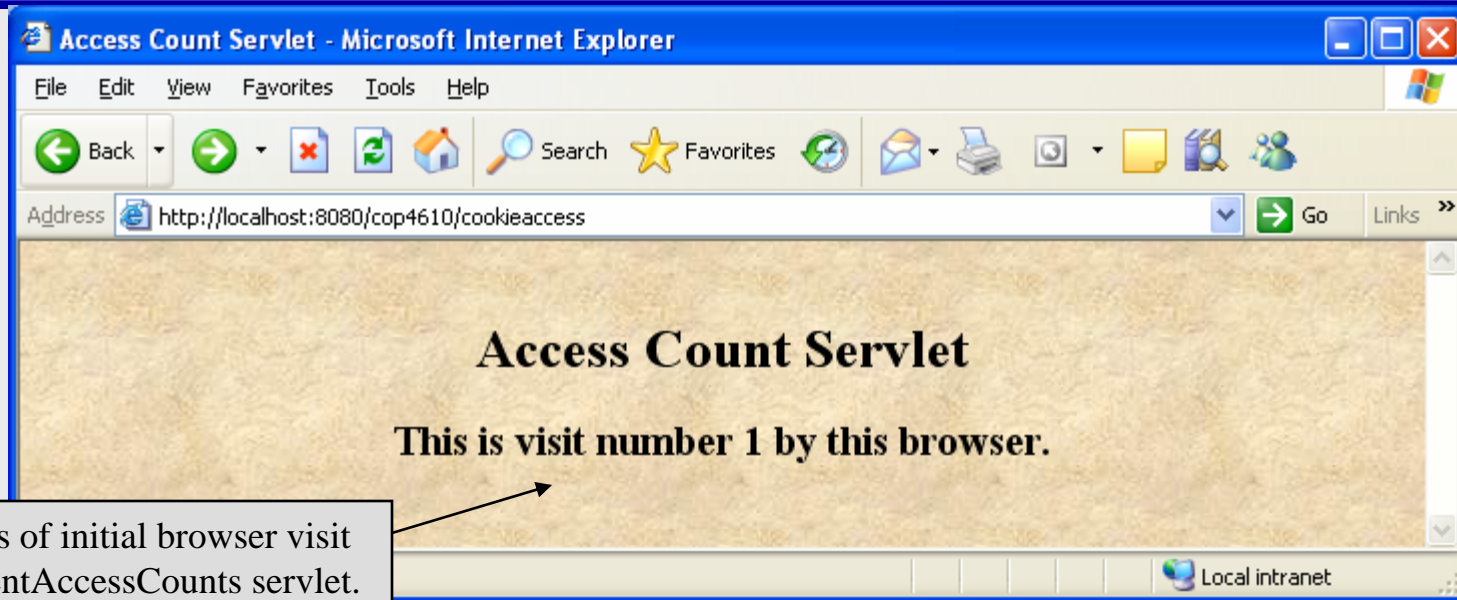 Access Count Servlet - Microsoft Internet Explorer
File Edit View Favorites Tools Help
Back Search Favorites
Address http://localhost:8080/cop4610/cookieaccess Go Links »
Access Count Servlet
This is visit number 1 by this browser.
of initial browser visit
servlet.
Local intranet